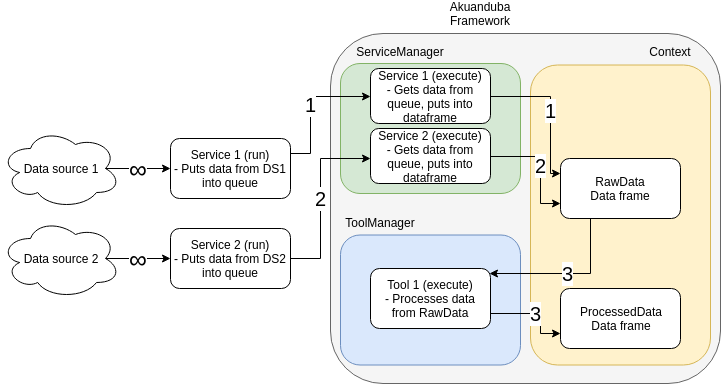 Akuanduba
Framework
ServiceManager
Context
Service 1 (execute)
- Gets data from
queue, puts into
dataframe
1
1
Service 2 (execute)
- Gets data from
queue, puts into
dataframe
2
Data source 1
∞
Service 1 (run)
- Puts data from DS1
into queue
RawData
Data frame
2
ToolManager
Data source 2
∞
Service 2 (run)
- Puts data from DS2
into queue
3
Tool 1 (execute)
- Processes data
from RawData
3
ProcessedData
Data frame